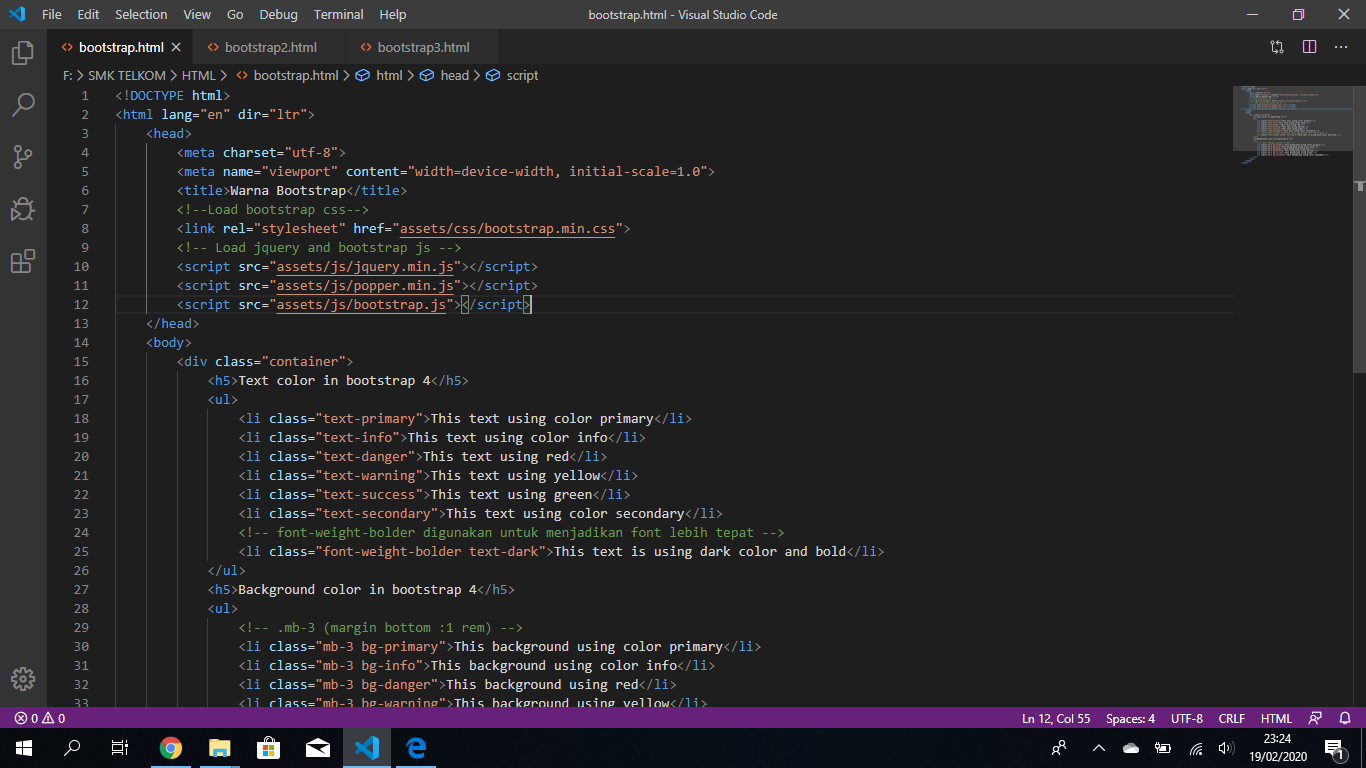 File Edit Selection View Go Debug Terminal Help bootstrap.html - Visual Studio Code
bootstrap.html bootstrap2.html bootstrap3.html
F: > SMK TELKOM > HTML > bootstrap.html > html > head > script
1 <!DOCTYPE html>
2 <html lang="en" dir="ltr">
3 <head>
4 <meta charset="utf-8">
5 <meta name="viewport" content="width=device-width, initial-scale=1.0">
6 <title>Warna Bootstrap</title>
7 <!--Load bootstrap css-->
8 <link rel="stylesheet" href="assets/css/bootstrap.min.css">
9 <!-- Load jquery and bootstrap js -->
10 <script src="assets/js/jquery.min.js"></script>
11 <script src="assets/js/popper.min.js"></script>
12 <script src="assets/js/bootstrap.js"></script>
13 </head>
14 <body>
15 <div class="container">
16 <h5>Text color in bootstrap 4</h5>
17 <ul>
18 <li class="text-primary">This text using color primary</li>
19 <li class="text-info">This text using color info</li>
20 <li class="text-danger">This text using red</li>
21 <li class="text-warning">This text using yellow</li>
22 <li class="text-success">This text using green</li>
23 <li class="text-secondary">This text using color secondary</li>
24 <!-- font-weight-bolder digunakan untuk menjadikan font lebih tepat -->
25 <li class="font-weight-bolder text-dark">This text is using dark color and bold</li>
26 </ul>
27 <h5>Background color in bootstrap 4</h5>
28 <ul>
29 <!-- .mb-3 (margin bottom :1 rem) -->
30 <li class="mb-3 bg-primary">This background using color primary</li>
31 <li class="mb-3 bg-info">This background using color info</li>
32 <li class="mb-3 bg-danger">This background using red</li>
33 <li class="mb-3 bg-warning">This background using yellow</li>
0 0 Ln 12, Col 55 Spaces: 4 UTF-8 CRLF HTML
23:24
19/02/2020
1